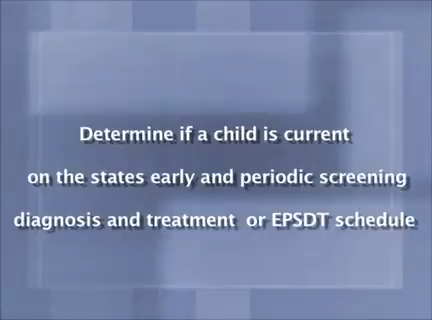 Determine if a child is current
on the states early and periodic screening
diagnosis and treatment or EPSDT schedule